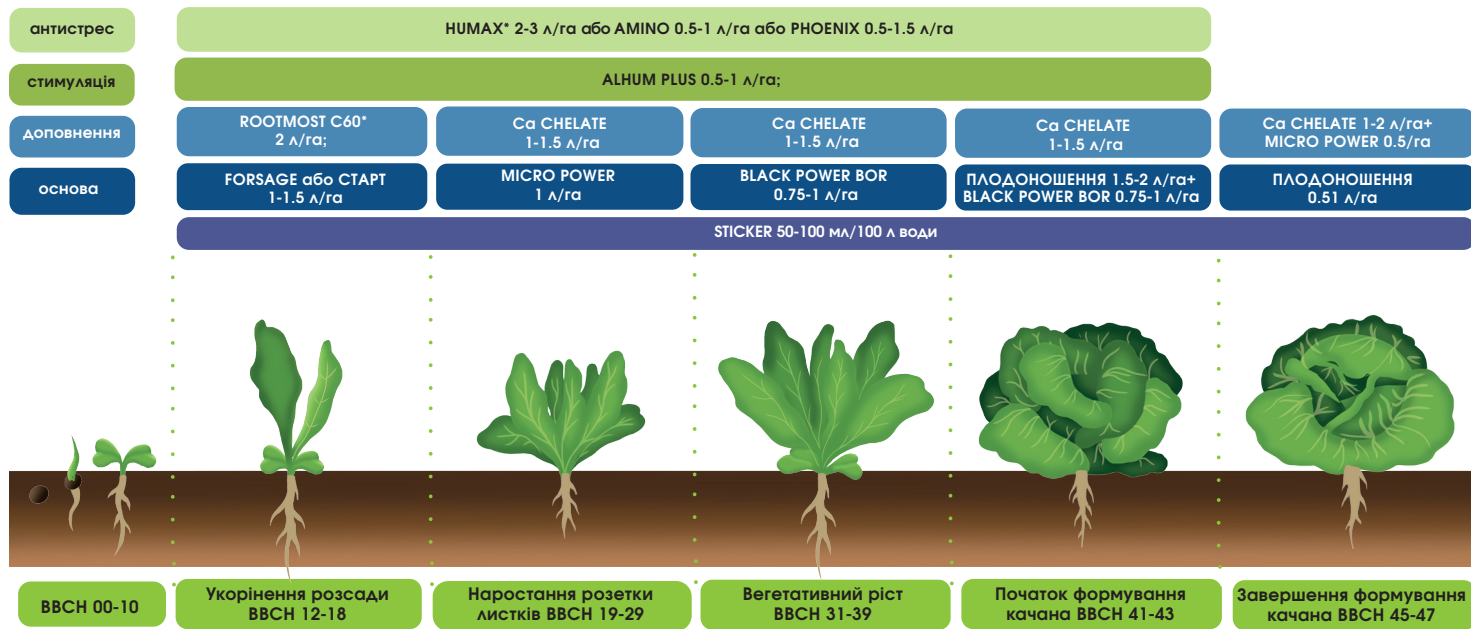 антистрес
HUMAX* 2-3 л/га або AMINO 0.5-1 л/га або PHOENIX 0.5-1.5 л/га
стимуляція
ALHUM PLUS 0.5-1 л/га;
доповнення
ROOTMOST C60*
2 л/га;
Ca CHELATE
1-1.5 л/га
Ca CHELATE
1-1.5 л/га
Ca CHELATE
1-1.5 л/га
Ca CHELATE 1-2 л/га+
MICRO POWER 0.5/га
основа
FORSAGE або СТАРТ
1-1.5 л/га
MICRO POWER
1 л/га
BLACK POWER BOR
0.75-1 л/га
ПЛОДОНОШЕННЯ 1.5-2 л/га+
BLACK POWER BOR 0.75-1 л/га
ПЛОДОНОШЕННЯ
0.51 л/га
STICKER 50-100 мл/100 л води
BBCH 00-10
Укорінення розсади
BBCH 12-18
Наростання розетки
листків BBCH 19-29
Вегетативний ріст
BBCH 31-39
Початок формування
качана BBCH 41-43
Завершення формування
качана BBCH 45-47